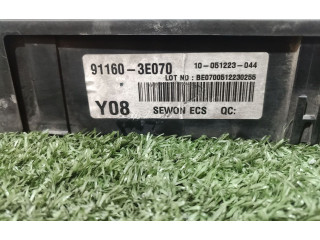 91160-3E070 10-051223-044
LOT NO : BE0700512230255
Y08 SEWON ECS QC: